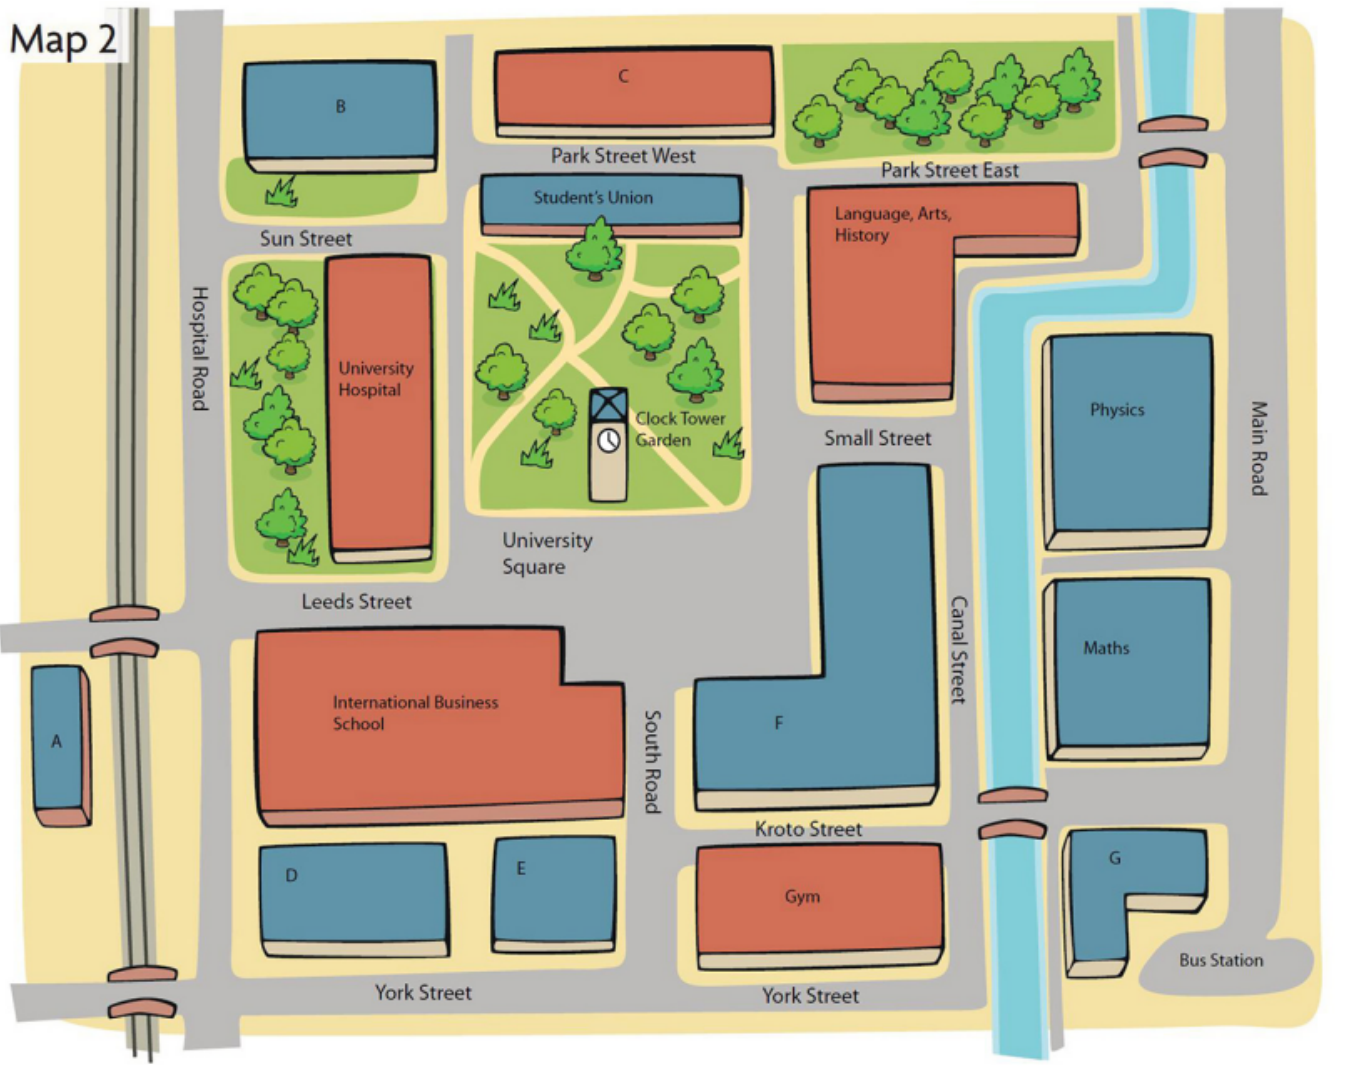 Map 2
B
C
Park Street West
Park Street East
Student's Union
Language, Arts,
History
Sun Street
Hospital Road
University
Hospital
Clock Tower
Garden
Small Street
Physics
Main Road
University
Square
Leeds Street
Canal Street
Maths
A
International Business
School
South Road
F
Kroto Street
D
E
Gym
G
Bus Station
York Street
York Street